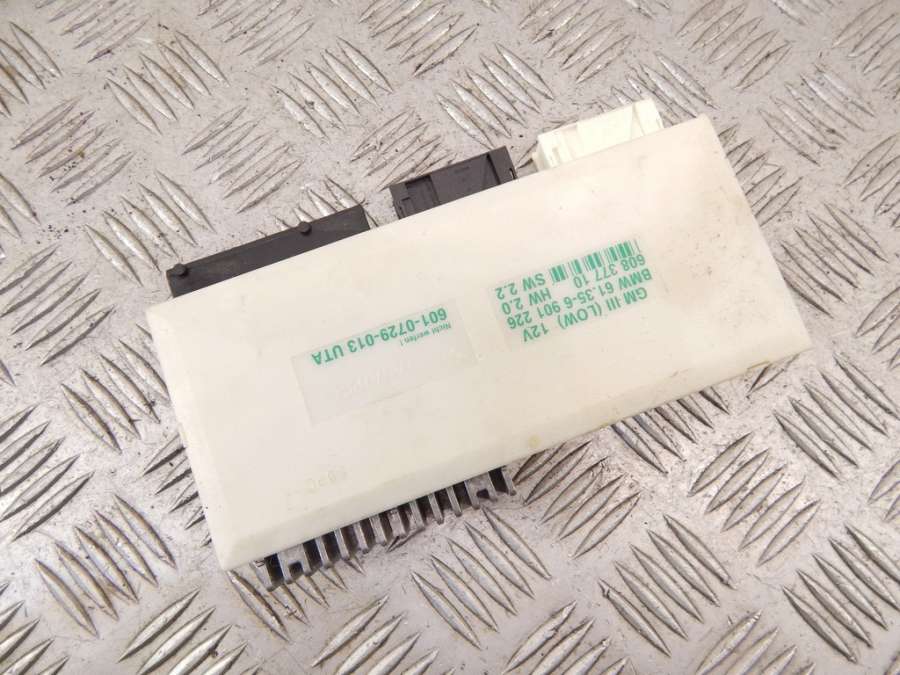 GM III (LOW) 12V
BMW 61.35-6 901 226
608 377 10 HW 2.0
SW 2.2
Nicht werfen !
601-0729-013 UTA